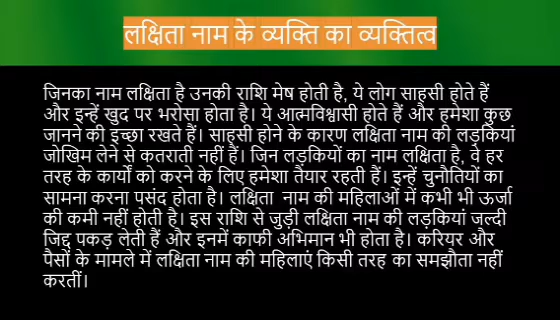 लक्षिता नाम के व्यक्ति का व्यक्तित्व
जिनका नाम लक्षिता है उनकी राशि मेष होती है, ये लोग साहसी होते हैं
और इन्हें खुद पर भरोसा होता है। ये आत्मविश्वासी होते हैं और हमेशा कुछ
जानने की इच्छा रखते हैं। साहसी होने के कारण लक्षिता नाम की लड़कियां
जोखिम लेने से कतराती नहीं हैं। जिन लड़कियों का नाम लक्षिता है, वे हर
तरह के कार्यों को करने के लिए हमेशा तैयार रहती हैं। इन्हें चुनौतियों का
सामना करना पसंद होता है। लक्षिता नाम की महिलाओं में कभी भी ऊर्जा
की कमी नहीं होती है। इस राशि से जुड़ी लक्षिता नाम की लड़कियां जल्दी
जिद्द पकड़ लेती हैं और इनमें काफी अभिमान भी होता है। करियर और
पैसों के मामले में लक्षिता नाम की महिलाएं किसी तरह का समझौता नहीं
करतीं।